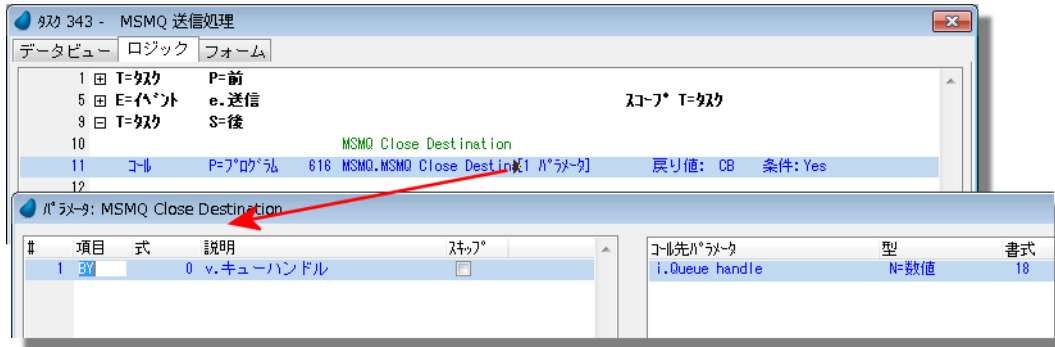 ﾀｽｸ 343 - MSMQ 送信処理
データビュー ロジック フォーム
1 T=ﾀｽｸ P=前
5 E=ｲﾍﾞﾝﾄ e.送信 ｽｺｰﾌﾟ T=ﾀｽｸ
9 T=ﾀｽｸ S=後
10 MSMQ Close Destination
11 ｺｰﾙ P=ﾌﾟﾛｸﾞﾗﾑ 616 MSMQ.MSMQ Close Destin[1 ﾊﾟﾗﾒｰﾀ] 戻り値: CB 条件:Yes
12
ﾊﾟﾗﾒｰﾀ: MSMQ Close Destination
# 項目 式 説明 ｽｷｯﾌﾟ ｺｰﾙ先ﾊﾟﾗﾒｰﾀ 型 書式
1 BY 0 v.キューハンドル i.Queue handle N=数値 18